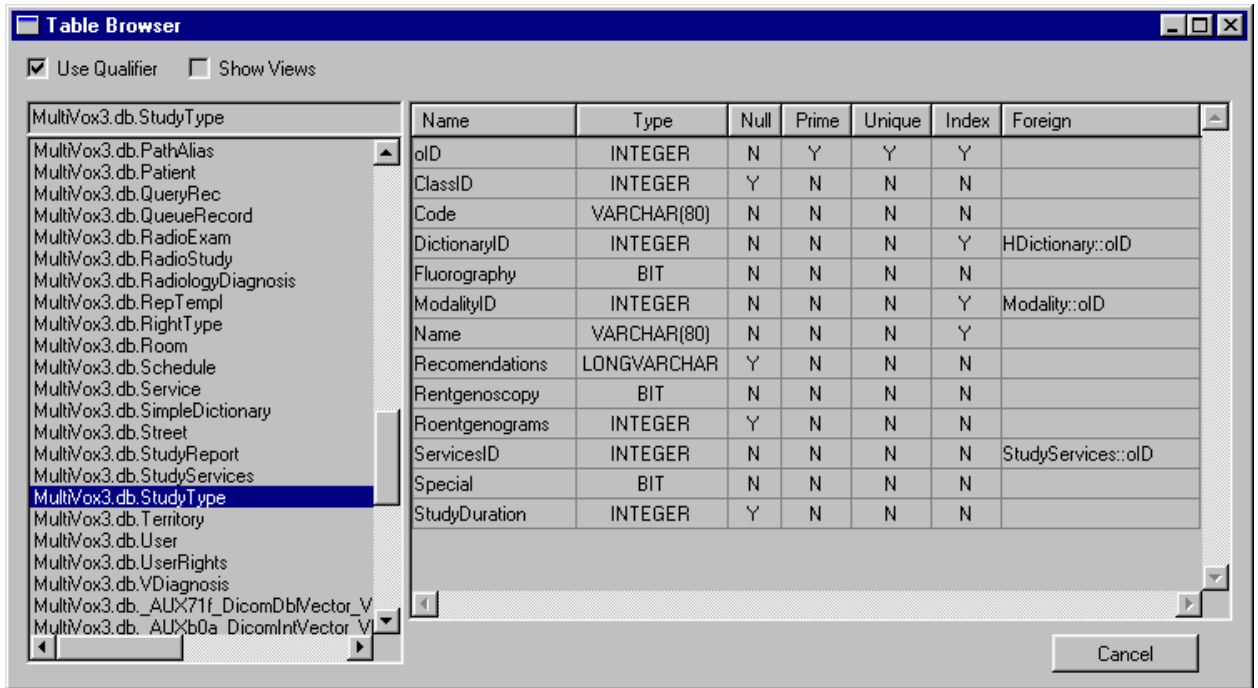 Table Browser
Use Qualifier Show Views
MultiVox3.db.StudyType
MultiVox3.db.PathAlias
MultiVox3.db.Patient
MultiVox3.db.QueryRec
MultiVox3.db.QueueRecord
MultiVox3.db.RadioExam
MultiVox3.db.RadioStudy
MultiVox3.db.RadiologyDiagnosis
MultiVox3.db.RepTempl
MultiVox3.db.RightType
MultiVox3.db.Room
MultiVox3.db.Schedule
MultiVox3.db.Service
MultiVox3.db.SimpleDictionary
MultiVox3.db.Street
MultiVox3.db.StudyReport
MultiVox3.db.StudyServices
MultiVox3.db.StudyType
MultiVox3.db.Territory
MultiVox3.db.User
MultiVox3.db.UserRights
MultiVox3.db.VDiagnosis
MultiVox3.db._AUX71f_DicomDblVector_V
MultiVox3.db._AUXb0a_DicomIntVector_V
Name Type Null Prime Unique Index Foreign
oID INTEGER N Y Y Y
ClassID INTEGER Y N N N
Code VARCHAR(80) N N N N
DictionaryID INTEGER N N N Y HDictionary::oID
Fluorography BIT N N N N
ModalityID INTEGER N N N Y Modality::oID
Name VARCHAR(80) N N N Y
Recomendations LONGVARCHAR Y N N N
Rentgenoscopy BIT N N N N
Roentgenograms INTEGER Y N N N
ServicesID INTEGER N N N N StudyServices::oID
Special BIT N N N N
StudyDuration INTEGER Y N N N
Cancel